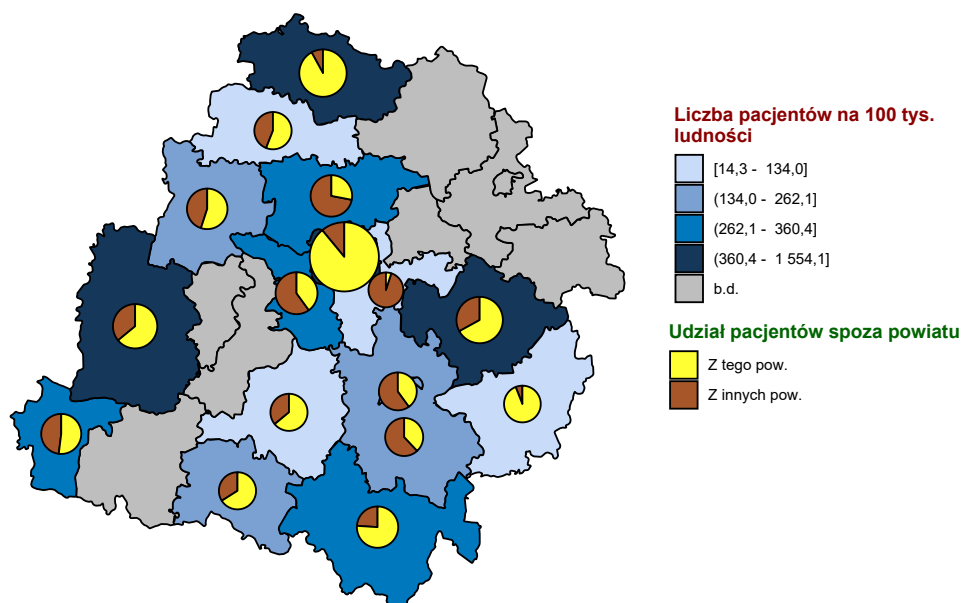 Liczba pacjentów na 100 tys.
ludności
[14,3 - 134,0]
(134,0 - 262,1]
(262,1 - 360,4]
(360,4 - 1 554,1]
b.d.
Udział pacjentów spoza powiatu
Z tego pow.
Z innych pow.